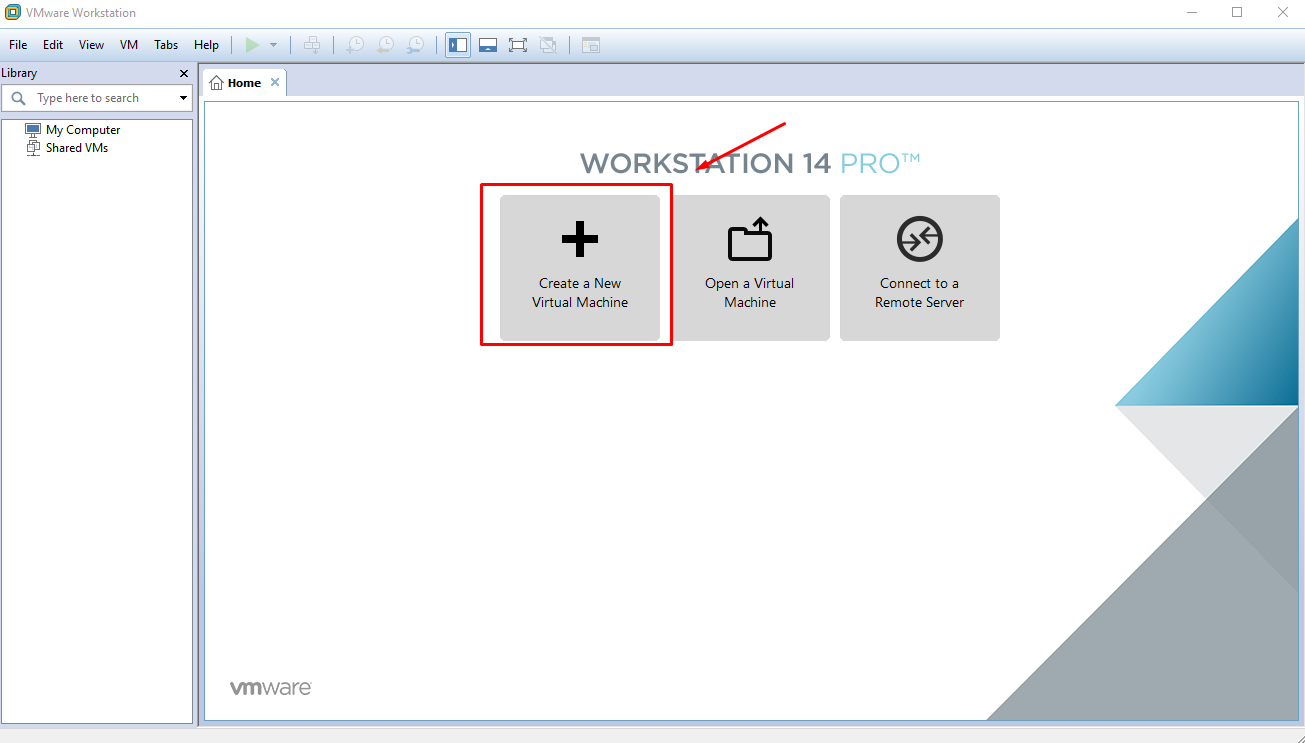 VMware Workstation
File Edit View VM Tabs Help
Library
Type here to search
My Computer
Shared VMs
Home
WORKSTATION 14 PRO™
Create a New
Virtual Machine
Open a Virtual
Machine
Connect to a
Remote Server
vmware